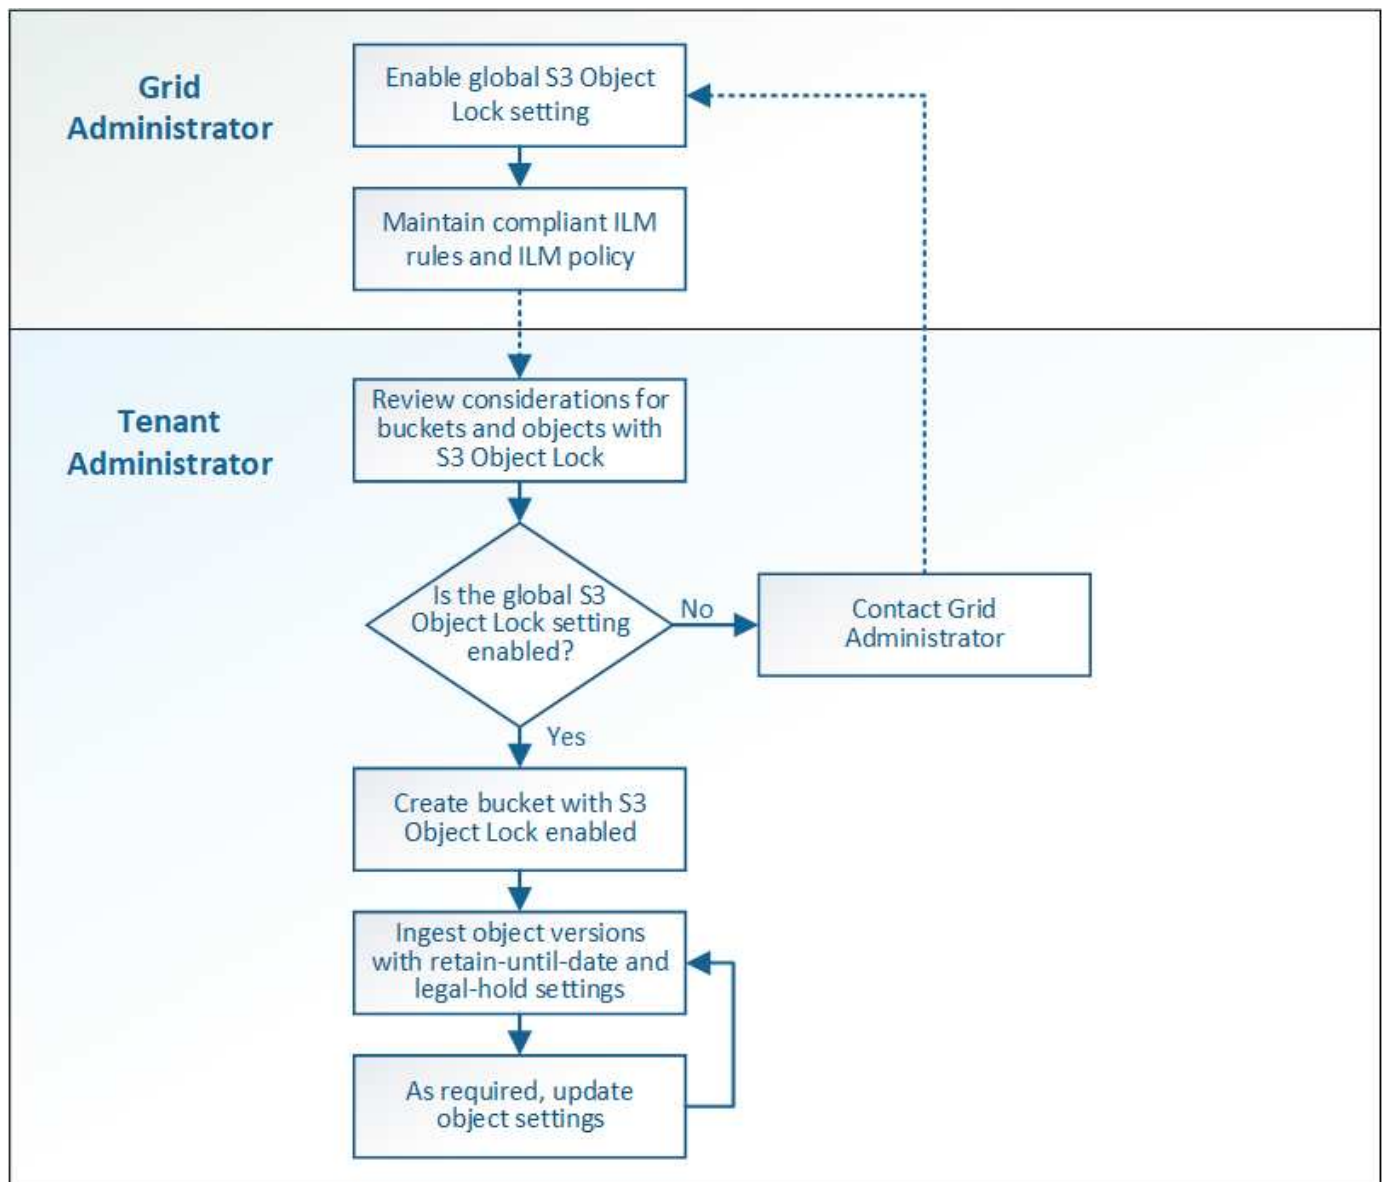 Grid
Administrator
Enable global S3 Object
Lock setting
Maintain compliant ILM
rules and ILM policy
Tenant
Administrator
Review considerations for
buckets and objects with
S3 Object Lock
Is the global S3
Object Lock setting
enabled?
No
Contact Grid
Administrator
Yes
Create bucket with S3
Object Lock enabled
Ingest object versions
with retain-until-date and
legal-hold settings
As required, update
object settings